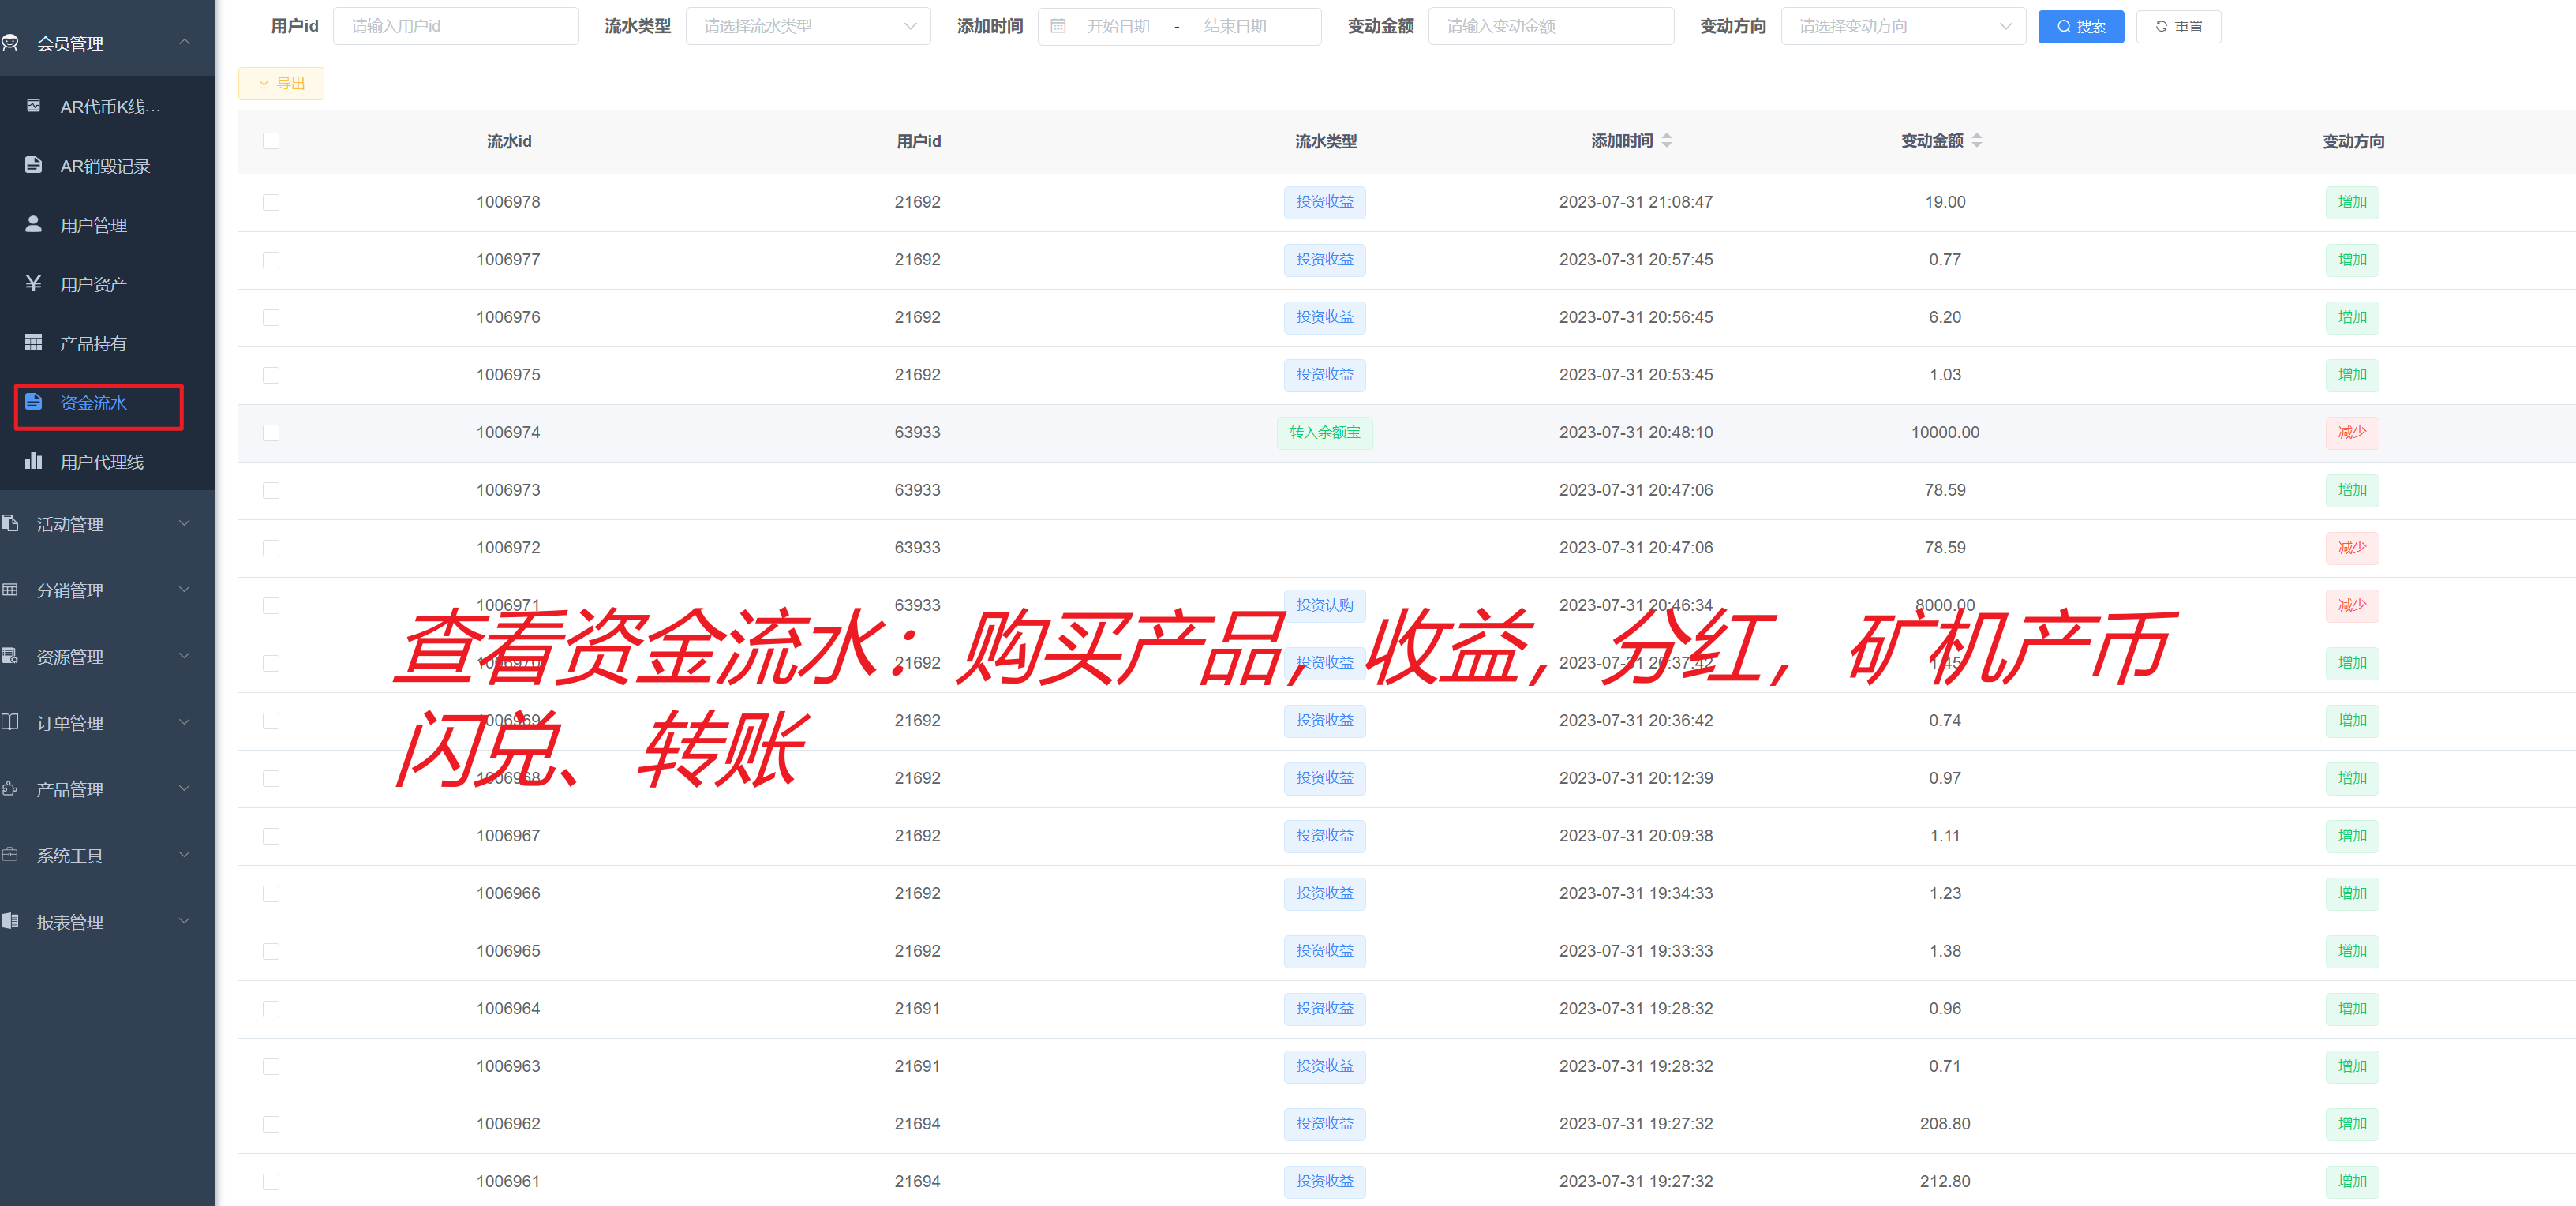 会员管理
AR代币K线...
AR销毁记录
用户管理
用户资产
产品持有
资金流水
用户代理线
活动管理
分销管理
资源管理
订单管理
产品管理
系统工具
报表管理
用户id 请输入用户id 流水类型 请选择流水类型 添加时间 开始日期 - 结束日期 变动金额 请输入变动金额 变动方向 请选择变动方向 搜索 重置
导出
流水id 用户id 流水类型 添加时间 变动金额 变动方向
1006978 21692 投资收益 2023-07-31 21:08:47 19.00 增加
1006977 21692 投资收益 2023-07-31 20:57:45 0.77 增加
1006976 21692 投资收益 2023-07-31 20:56:45 6.20 增加
1006975 21692 投资收益 2023-07-31 20:53:45 1.03 增加
1006974 63933 转入余额宝 2023-07-31 20:48:10 10000.00 减少
1006973 63933 2023-07-31 20:47:06 78.59 增加
1006972 63933 2023-07-31 20:47:06 78.59 减少
1006971 63933 投资认购 2023-07-31 20:46:34 8000.00 减少
查看资金流水：购买产品，收益，分红，矿机产币
1006970 21692 投资收益 2023-07-31 20:37:42 1.45 增加
1006969 21692 投资收益 2023-07-31 20:36:42 0.74 增加
闪兑、转账
1006968 21692 投资收益 2023-07-31 20:12:39 0.97 增加
1006967 21692 投资收益 2023-07-31 20:09:38 1.11 增加
1006966 21692 投资收益 2023-07-31 19:34:33 1.23 增加
1006965 21692 投资收益 2023-07-31 19:33:33 1.38 增加
1006964 21691 投资收益 2023-07-31 19:28:32 0.96 增加
1006963 21691 投资收益 2023-07-31 19:28:32 0.71 增加
1006962 21694 投资收益 2023-07-31 19:27:32 208.80 增加
1006961 21694 投资收益 2023-07-31 19:27:32 212.80 增加